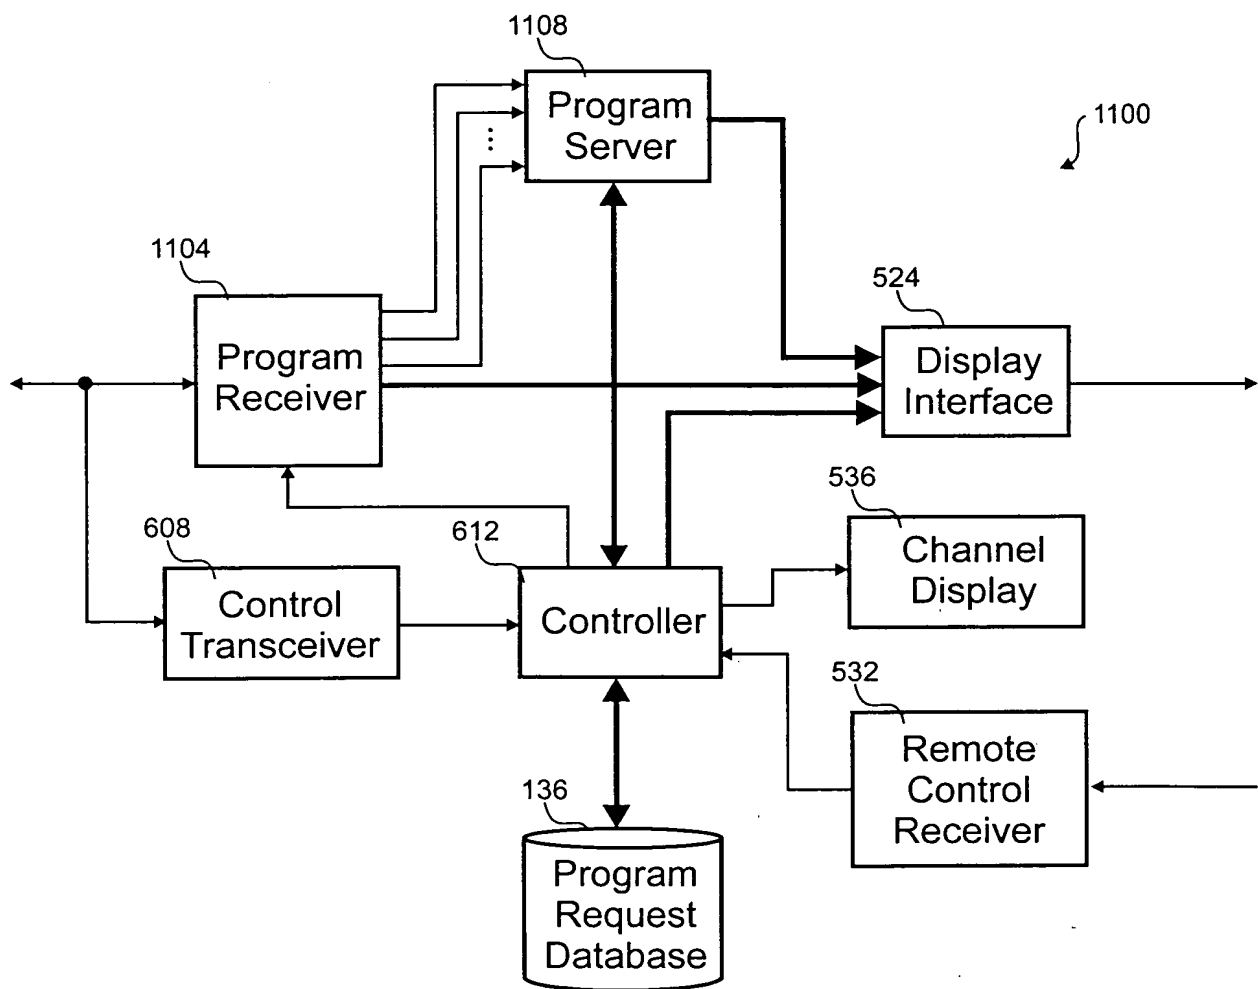 1108
Program
Server
1100
1104
Program
Receiver
524
Display
Interface
536
Channel
Display
608
Control
Transceiver
612
Controller
532
Remote
Control
Receiver
136
Program
Request
Database